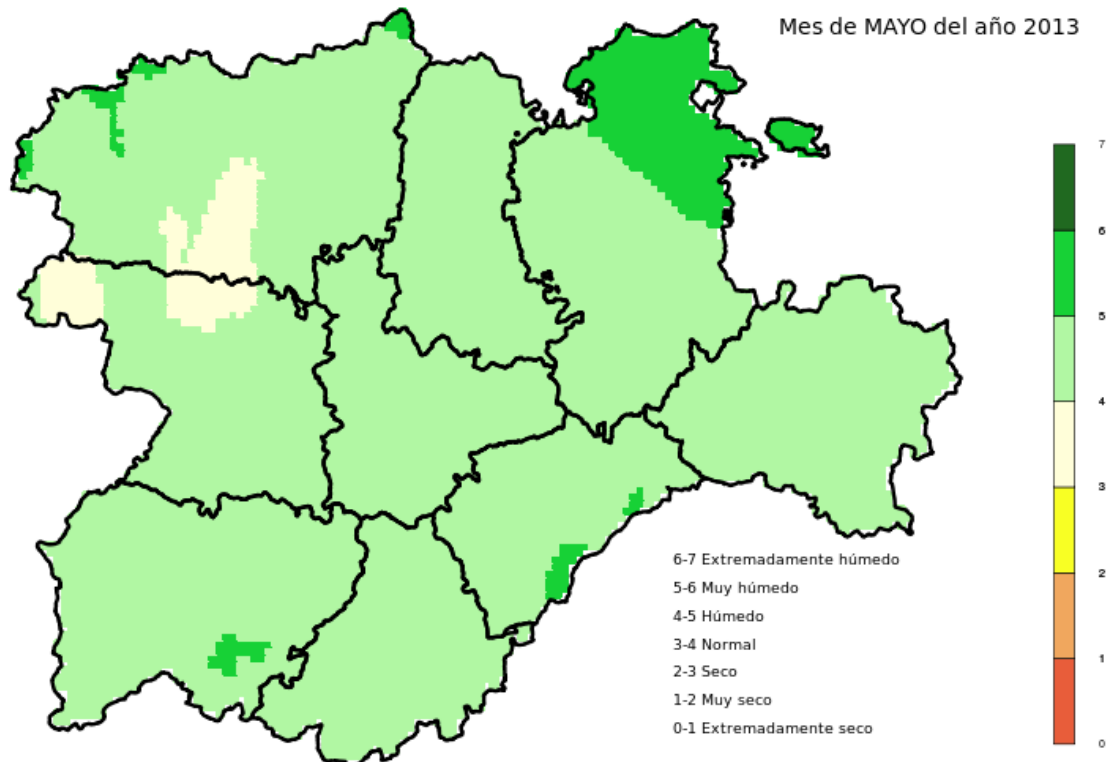 Mes de MAYO del año 2013
7
6
5
4
3
2
1
0
6-7 Extremadamente húmedo
5-6 Muy húmedo
4-5 Húmedo
3-4 Normal
2-3 Seco
1-2 Muy seco
0-1 Extremadamente seco